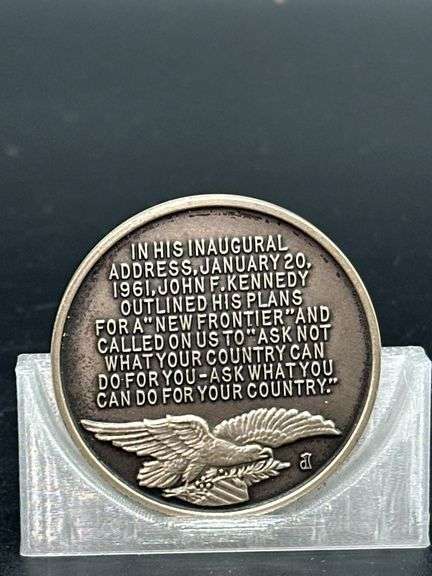 IN HIS INAUGURAL
ADDRESS, JANUARY 20,
1961, JOHN F. KENNEDY
OUTLINED HIS PLANS
FOR A "NEW FRONTIER" AND
CALLED ON US TO "ASK NOT
WHAT YOUR COUNTRY CAN
DO FOR YOU-ASK WHAT YOU
CAN DO FOR YOUR COUNTRY."